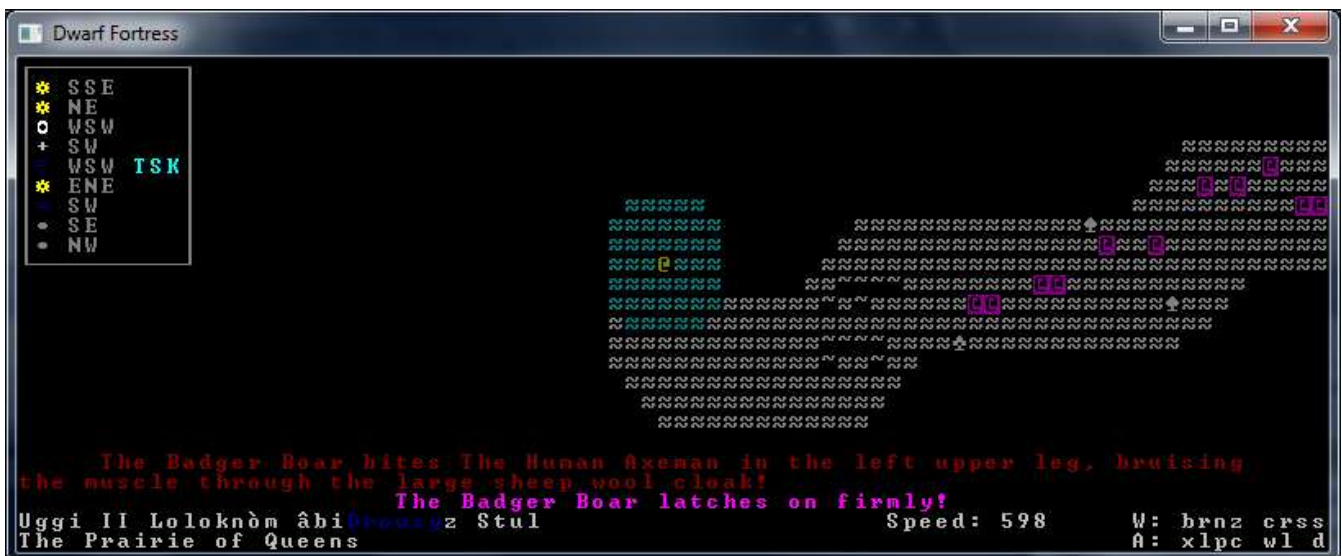 Dwarf Fortress
SSE
NE
WSW
SW
WSW TSK
ENE
SW
SE
NW
The Badger Boar bites The Human Axeman in the left upper leg, bruising
the muscle through the large sheep wool cloak!
The Badger Boar latches on firmly!
Uggi II Loloknòm âbiDrowsyz Stul Speed: 598 W: brnz crss
The Prairie of Queens A: xlpc wl d